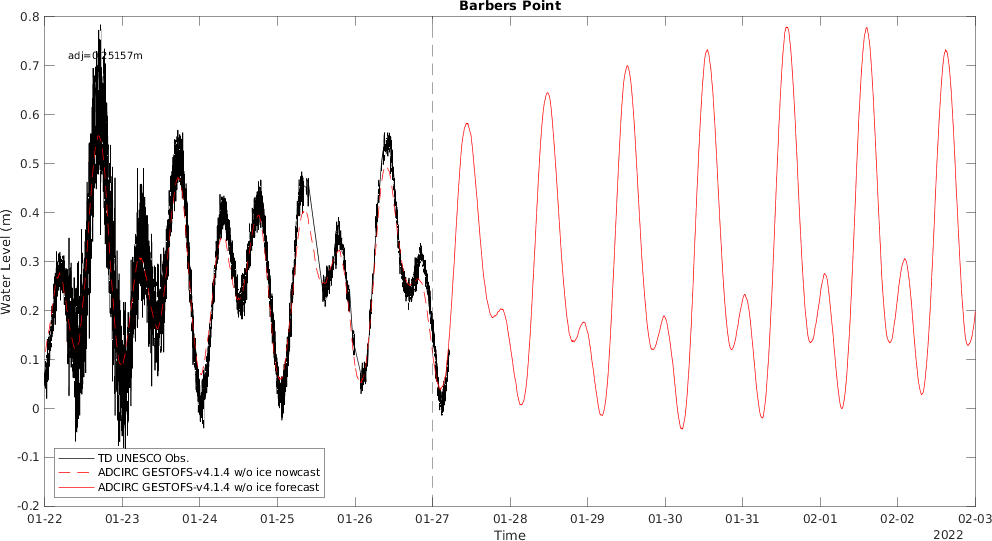 Barbers Point
0.8
adj=0.25157m
0.7
0.6
0.5
0.4
0.3
0.2
0.1
0
-0.1
-0.2
Water Level (m)
TD UNESCO Obs.
ADCIRC GESTOFS-v4.1.4 w/o ice nowcast
ADCIRC GESTOFS-v4.1.4 w/o ice forecast
01-22 01-23 01-24 01-25 01-26 01-27 01-28 01-29 01-30 01-31 02-01 02-02 02-03
Time
2022